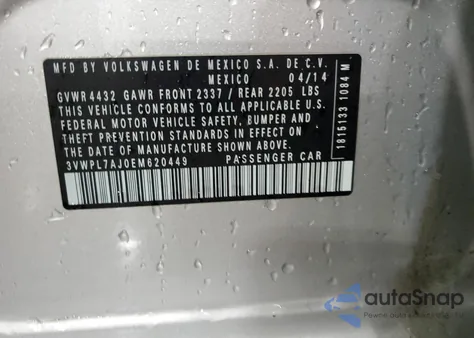 MFD BY VOLKSWAGEN DE MEXICO S.A. DE C.V.
MEXICO 04/14
GVWR 4432 GAWR FRONT 2337 / REAR 2205 LBS
THIS VEHICLE CONFORMS TO ALL APPLICABLE U.S.
FEDERAL MOTOR VEHICLE SAFETY, BUMPER AND
THEFT PREVENTION STANDARDS IN EFFECT ON
THE DATE OF MANUFACTURE SHOWN ABOVE.
3VWPL7AJ0EM620449 PASSENGER CAR
1815133 1084 M
autoSnap